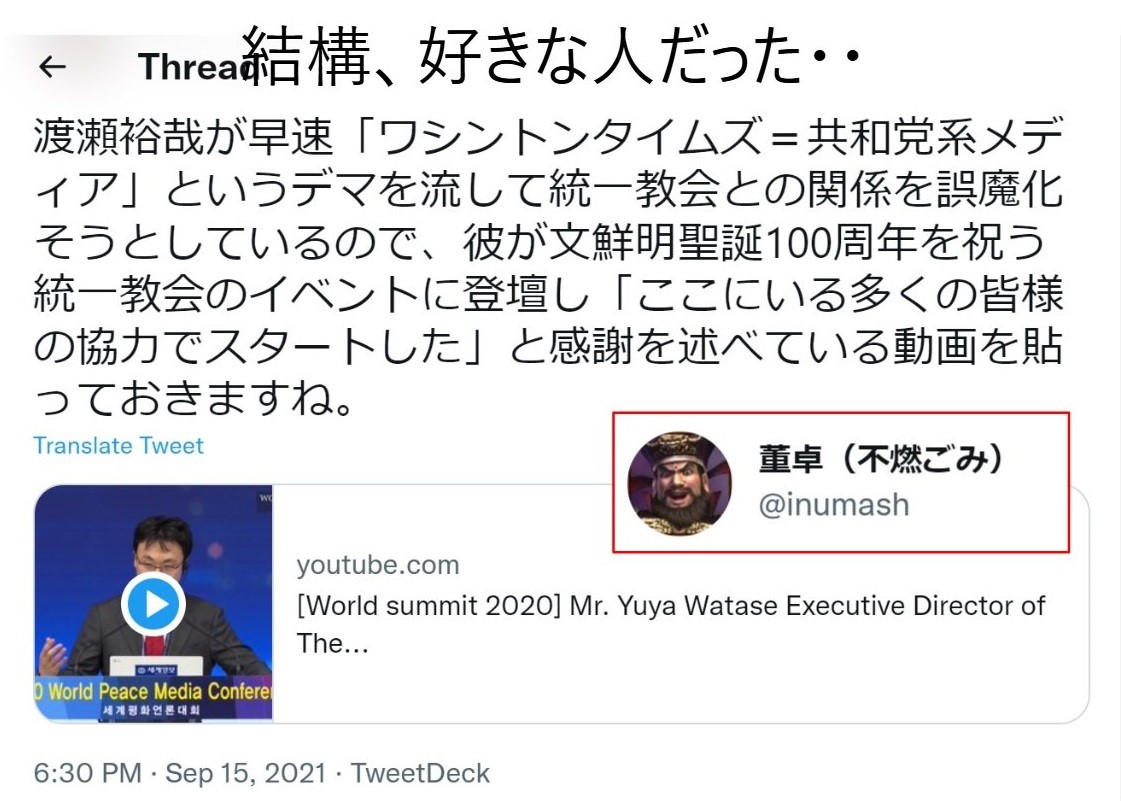 結構、好きな人だった・・
Thread
渡瀬裕哉が早速「ワシントンタイムズ＝共和党系メデ
ィア」というデマを流して統一教会との関係を誤魔化
そうとしているので、彼が文鮮明聖誕100周年を祝う
統一教会のイベントに登壇し「ここにいる多くの皆様
の協力でスタートした」と感謝を述べている動画を貼
っておきますね。
Translate Tweet
董卓（不燃ごみ）
@inumash
youtube.com
[World summit 2020] Mr. Yuya Watase Executive Director of
The...
세계일보
0 World Peace Media Conferen
세계평화언론대회
6:30 PM · Sep 15, 2021 · TweetDeck